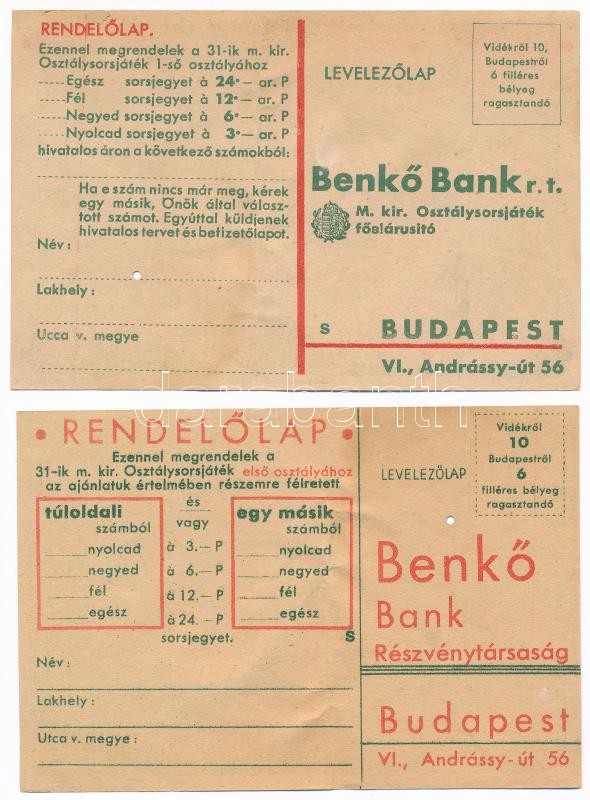 RENDELŐLAP.
Ezennel megrendelek a 31-ik m. kir.
Osztálysorsjáték 1-ső osztályához
.....Egész sorsjegyet à 24·— ar. P
.....Fél sorsjegyet à 12·— ar. P
.....Negyed sorsjegyet à 6·— ar. P
.....Nyolcad sorsjegyet à 3·— ar. P
hivatalos áron a következő számokból:
Ha e szám nincs már meg, kérek
egy másik, Önök által válasz-
tott számot. Egyúttal küldjenek
hivatalos tervet és befizetőlapot.
Név:
Lakhely:
Ucca v. megye
LEVELEZŐLAP
Vidékről 10,
Budapestről
6 filléres
bélyeg
ragasztandó
Benkő Bank r. t.
M. kir. Osztálysorsjáték
főelárusitó
S BUDAPEST
VI., Andrássy-út 56
darabanth
• RENDELŐLAP •
Ezennel megrendelek a
31-ik m. kir. Osztálysorsjáték első osztályához
az ajánlatuk értelmében részemre félretett
túloldali
számból
nyolcad
negyed
fél
egész
és
vagy
à 3.— P
à 6.— P
à 12.— P
à 24.— P
sorsjegyet.
egy másik
számból
nyolcad
negyed
fél
egész
S
Név:
Lakhely:
Utca v. megye:
LEVELEZŐLAP
Vidékről
10
Budapestről
6
filléres bélyeg
ragasztandó
Benkő
Bank
Részvénytársaság
Budapest
VI., Andrássy-út 56